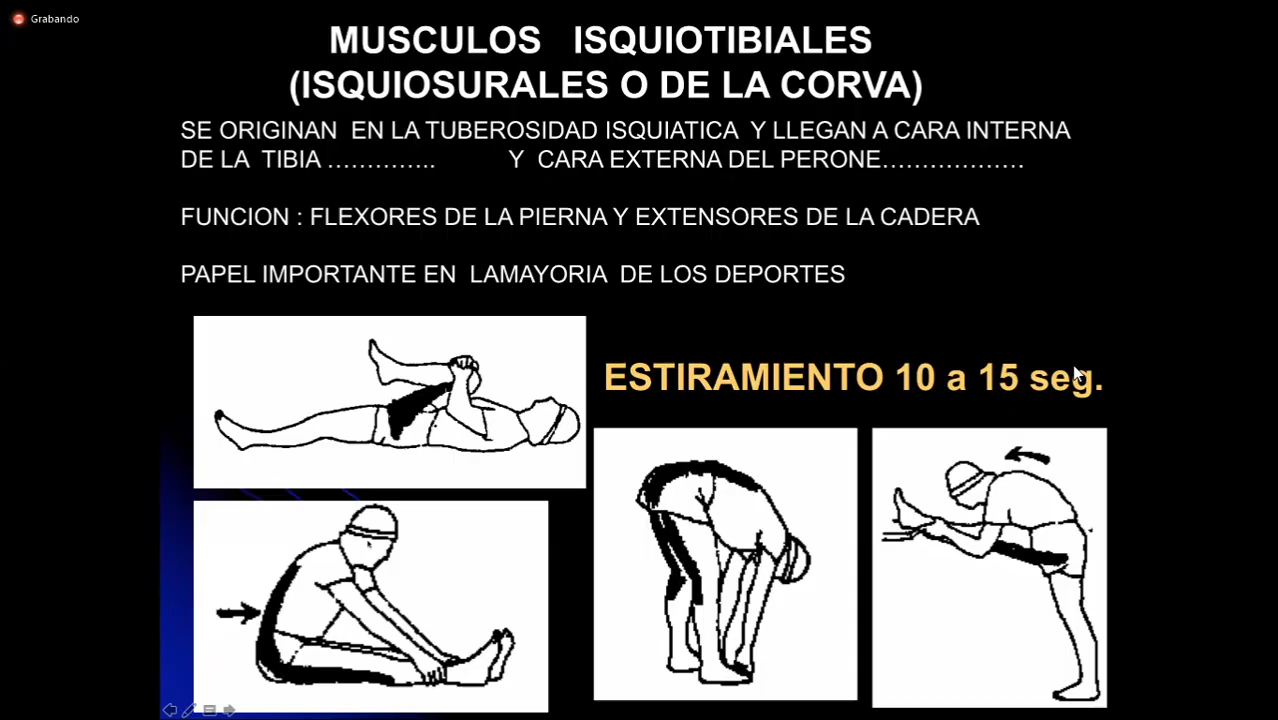 Grabando
MUSCULOS ISQUIOTIBIALES
(ISQUIOSURALES O DE LA CORVA)
SE ORIGINAN EN LA TUBEROSIDAD ISQUIATICA Y LLEGAN A CARA INTERNA
DE LA TIBIA ………….. Y CARA EXTERNA DEL PERONE………………
FUNCION : FLEXORES DE LA PIERNA Y EXTENSORES DE LA CADERA
PAPEL IMPORTANTE EN LAMAYORIA DE LOS DEPORTES
ESTIRAMIENTO 10 a 15 seg.